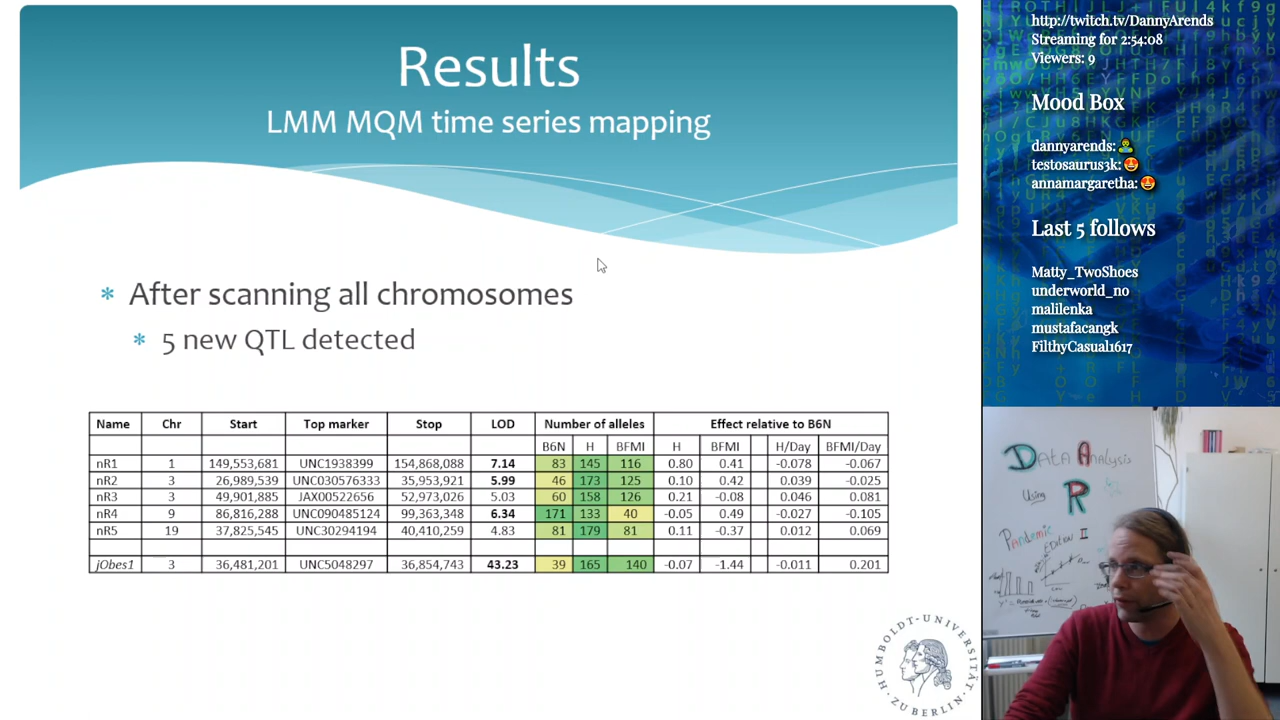 Results
LMM MQM time series mapping
* After scanning all chromosomes
* 5 new QTL detected
Name Chr Start Top marker Stop LOD Number of alleles Effect relative to B6N
B6N H BFMI H BFMI H/Day BFMI/Day
nR1 1 149,553,681 UNC1938399 154,868,088 7.14 83 145 116 0.80 0.41 -0.078 -0.067
nR2 3 26,989,539 UNC030576333 35,953,921 5.99 46 173 125 0.10 0.42 0.039 -0.025
nR3 3 49,901,885 JAX00522656 52,973,026 5.03 60 158 126 0.21 -0.08 0.046 0.081
nR4 9 86,816,288 UNC090485124 99,363,348 6.34 171 133 40 -0.05 0.49 -0.027 -0.105
nR5 19 37,825,545 UNC30294194 40,410,259 4.83 81 179 81 0.11 -0.37 0.012 0.069
jObes1 3 36,481,201 UNC5048297 36,854,743 43.23 39 165 140 -0.07 -1.44 -0.011 0.201
HUMBOLDT-UNIVERSITÄT ZU BERLIN
http://twitch.tv/DannyArends
Streaming for 2:54:08
Viewers: 9
Mood Box
dannyarends:
testosaurus3k: 😍
annamargaretha: 😍
Last 5 follows
Matty_TwoShoes
underworld_no
malilenka
mustafacangk
FilthyCasual1617
Data Analysis
Using
R
Pandemic
EDITION II